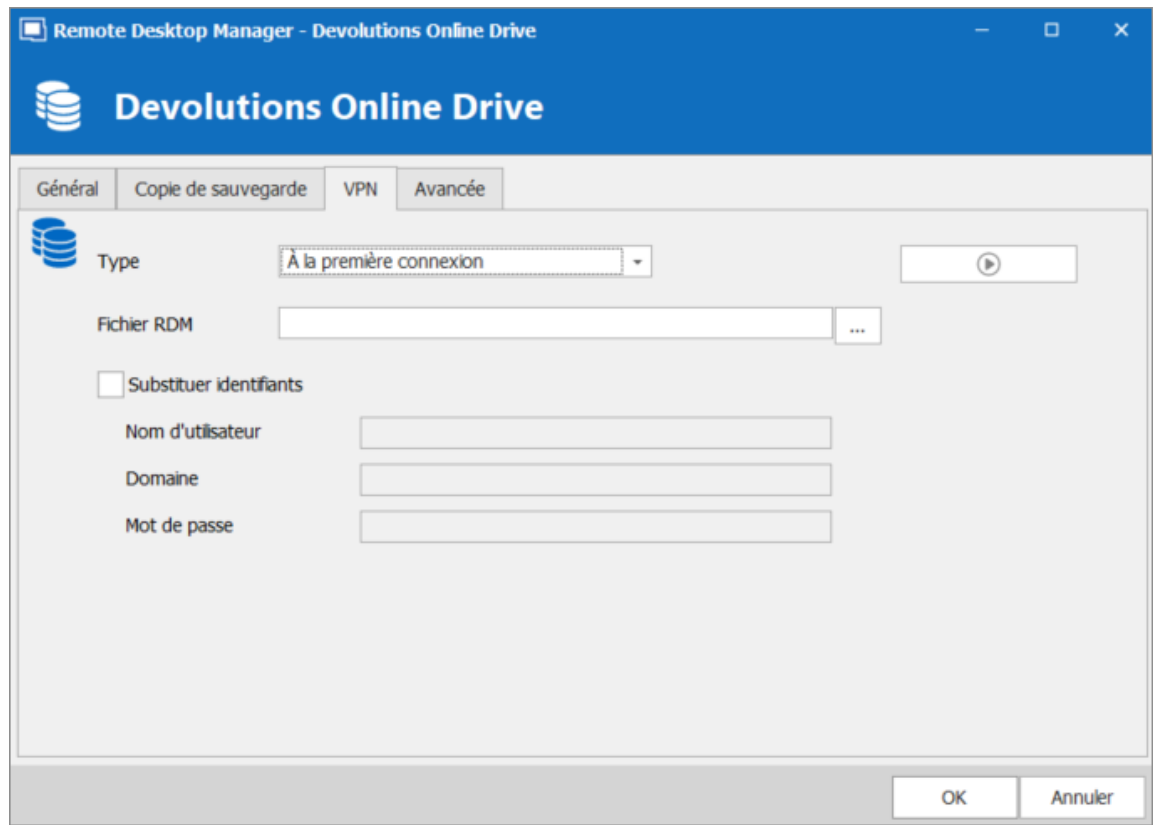 Remote Desktop Manager - Devolutions Online Drive
Devolutions Online Drive
Général Copie de sauvegarde VPN Avancée
Type À la première connexion
Fichier RDM ...
Substituer identifiants
Nom d'utilisateur
Domaine
Mot de passe
OK Annuler